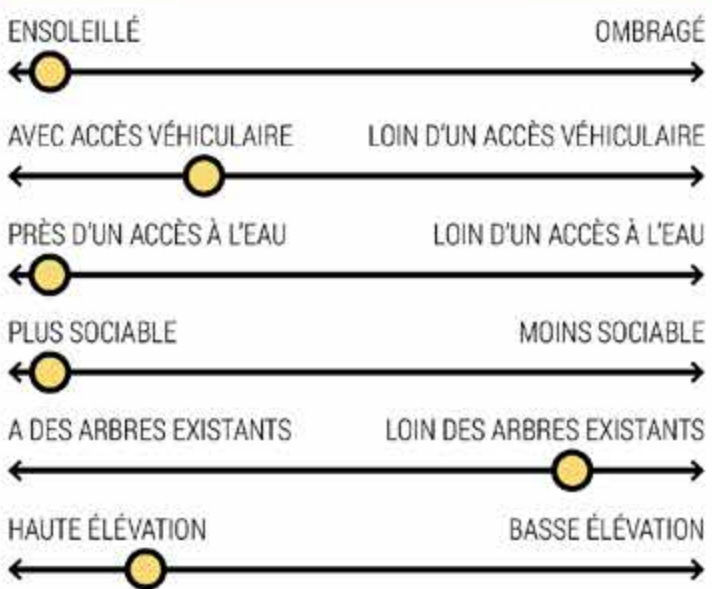 ENSOLEILLÉ OMBRAGÉ
AVEC ACCÈS VÉHICULAIRE LOIN D'UN ACCÈS VÉHICULAIRE
PRÈS D'UN ACCÈS À L'EAU LOIN D'UN ACCÈS À L'EAU
PLUS SOCIABLE MOINS SOCIABLE
A DES ARBRES EXISTANTS LOIN DES ARBRES EXISTANTS
HAUTE ÉLÉVATION BASSE ÉLÉVATION